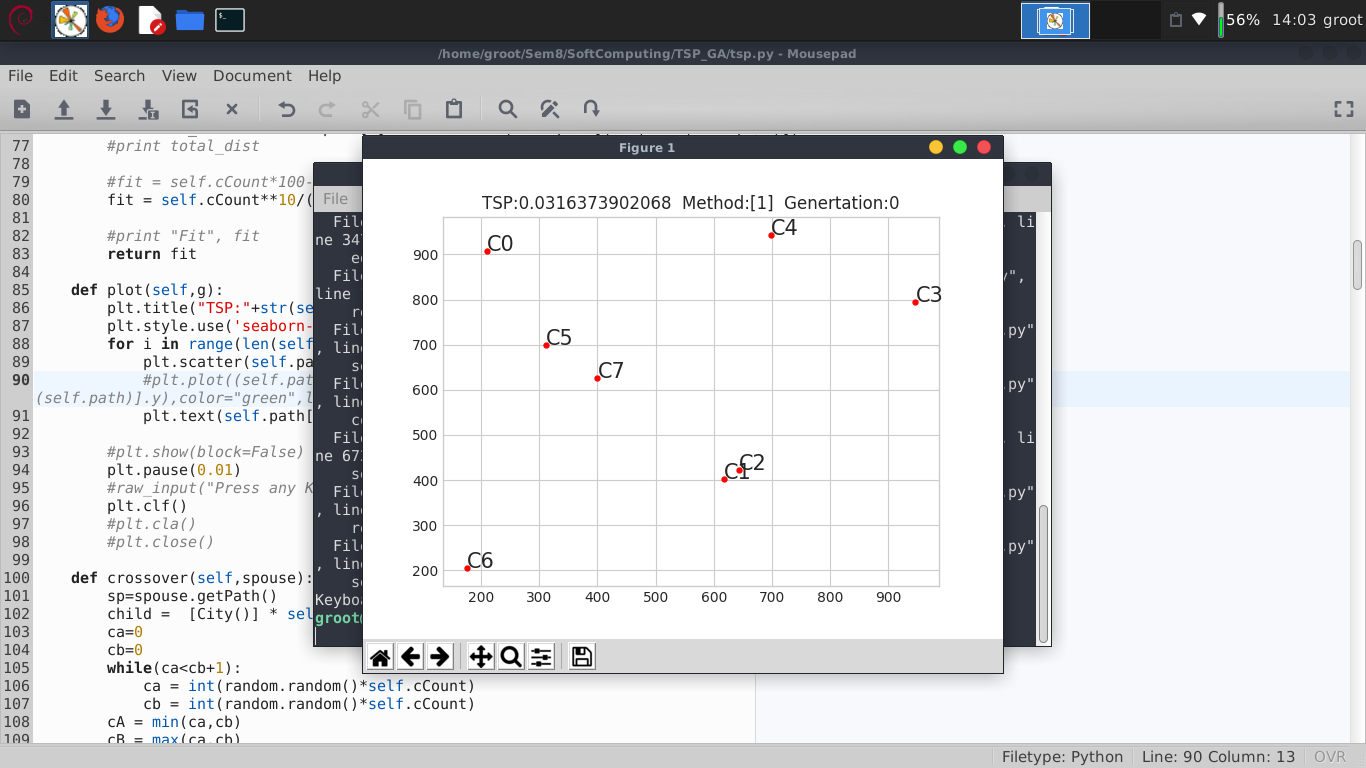 56% 14:03 groot
/home/groot/Sem8/SoftComputing/TSP_GA/tsp.py - Mousepad
File Edit Search View Document Help
77 #print total_dist
78
79 #fit = self.cCount*100-
80 fit = self.cCount**10/(
81
82 #print "Fit", fit
83 return fit
84
85 def plot(self,g):
86 plt.title("TSP:"+str(se
87 plt.style.use('seaborn-
88 for i in range(len(self
89 plt.scatter(self.pa
90 #plt.plot((self.pat
(self.path)].y),color="green",l
91 plt.text(self.path[
92
93 #plt.show(block=False)
94 plt.pause(0.01)
95 #raw_input("Press any K
96 plt.clf()
97 #plt.cla()
98 #plt.close()
99
100 def crossover(self,spouse):
101 sp=spouse.getPath()
102 child = [City()] * sel
103 ca=0
104 cb=0
105 while(ca<cb+1):
106 ca = int(random.random()*self.cCount)
107 cb = int(random.random()*self.cCount)
108 cA = min(ca,cb)
109 cB = max(ca,cb)
File
File
ne 347
File
line
File
, line
File
, line
File
ne 67
File
, line
File
, line
Keyboa
groot@
li
y",
.py"
.py"
li
.py"
.py"
Figure 1
TSP:0.0316373902068 Method:[1] Genertation:0
900
800
700
600
500
400
300
200
200 300 400 500 600 700 800 900
C0
C4
C3
C5
C7
C2
C1
C6
Filetype: Python Line: 90 Column: 13 OVR